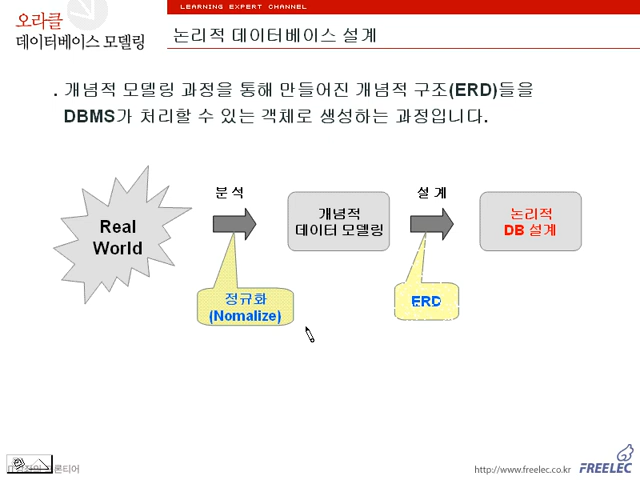 LEARNING EXPERT CHANNEL
오라클
데이터베이스 모델링
논리적 데이터베이스 설계
. 개념적 모델링 과정을 통해 만들어진 개념적 구조(ERD)들을
DBMS가 처리할 수 있는 객체로 생성하는 과정입니다.
분 석
설 계
Real
World
개념적
데이터 모델링
논리적
DB 설계
정규화
(Nomalize)
ERD
http://www.freelec.co.kr
FREELEC